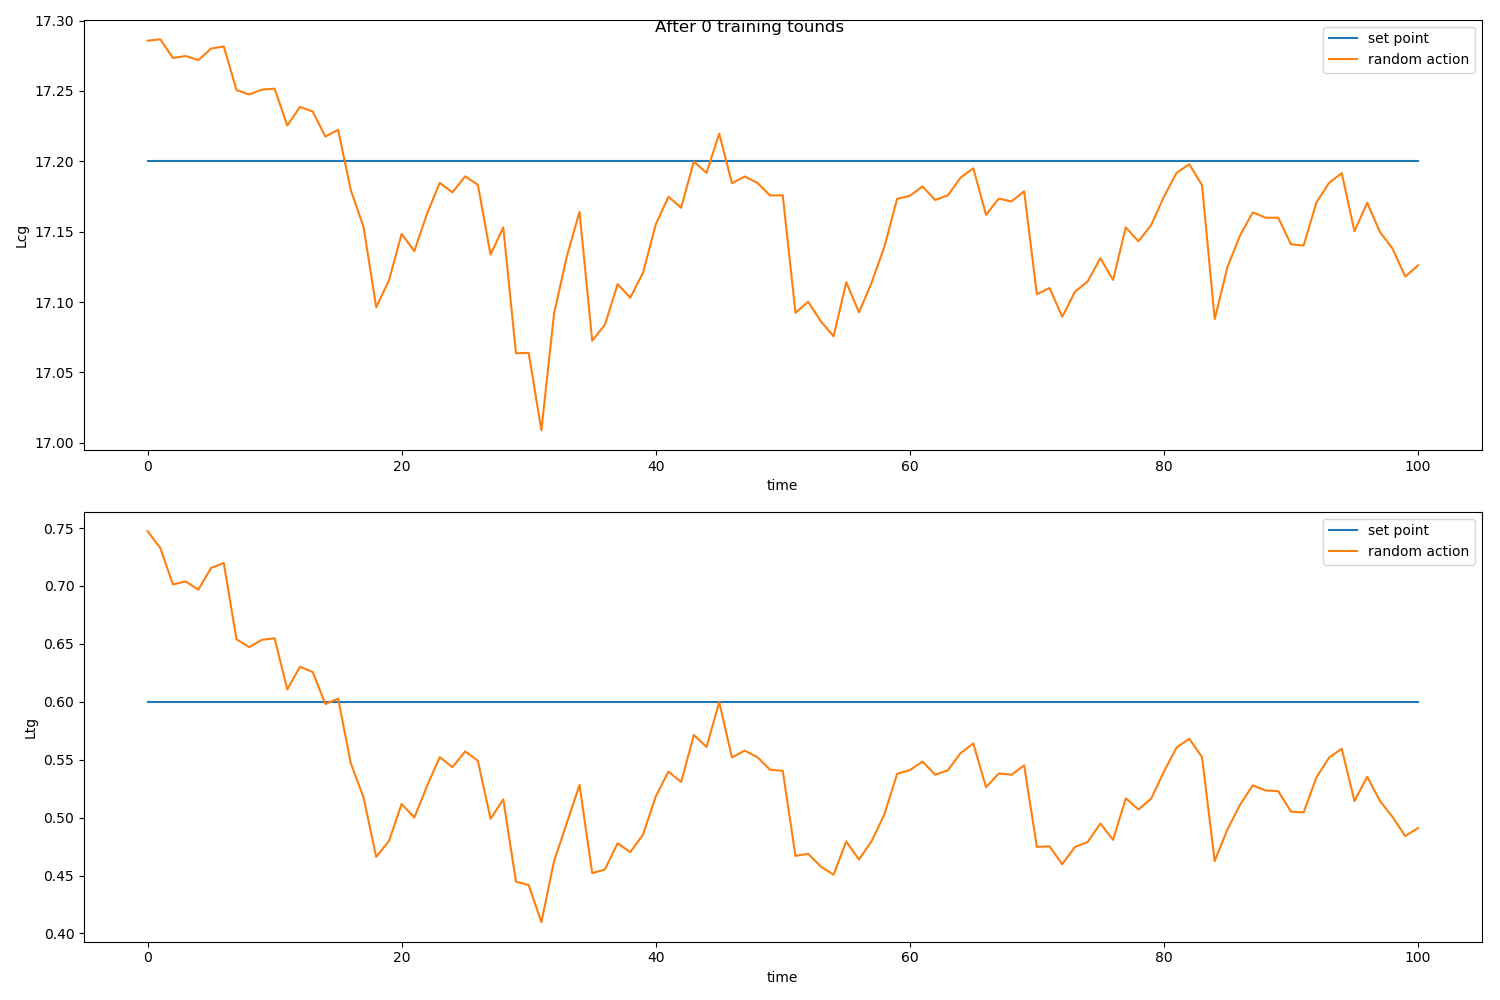 After 0 training tounds
17.30
17.25
17.20
17.15
17.10
17.05
17.00
Lcg
set point
random action
0 20 40 60 80 100
time
0.75
0.70
0.65
0.60
0.55
0.50
0.45
0.40
Ltg
set point
random action
0 20 40 60 80 100
time